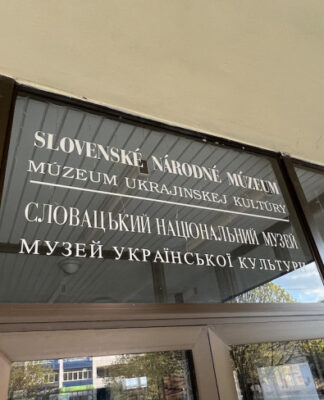 SLOVENSKÉ NÁRODNÉ MÚZEUM
MÚZEUM UKRAJINSKEJ KULTÚRY
СЛОВАЦЬКИЙ НАЦІОНАЛЬНИЙ МУЗЕЙ
МУЗЕЙ УКРАЇНСЬКОЇ КУЛЬТУРИ